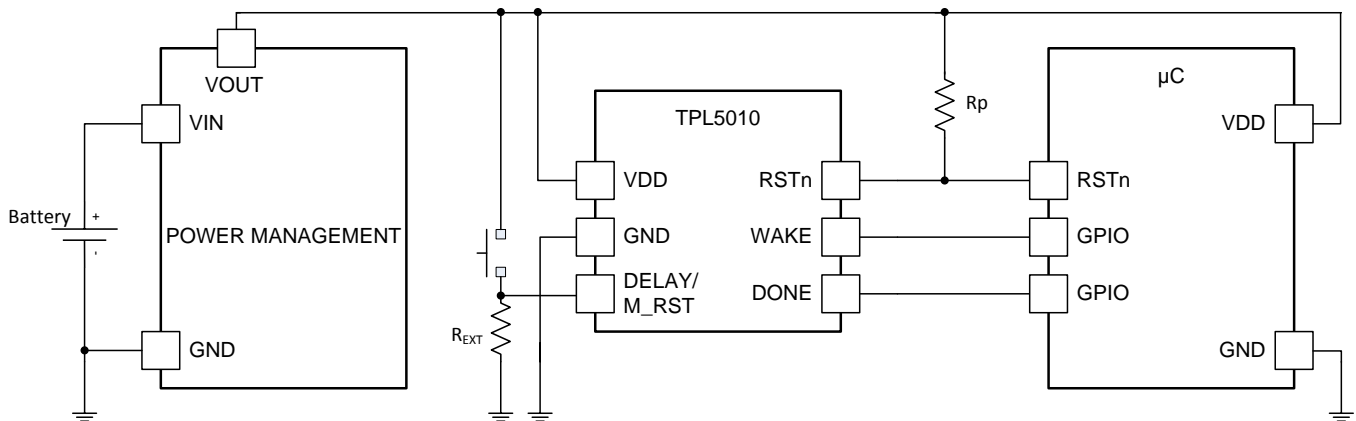 VOUT
VIN
Battery
+
-
POWER MANAGEMENT
GND
R_EXT
TPL5010
VDD
GND
DELAY/
M_RST
RSTn
WAKE
DONE
Rp
µC
VDD
RSTn
GPIO
GPIO
GND